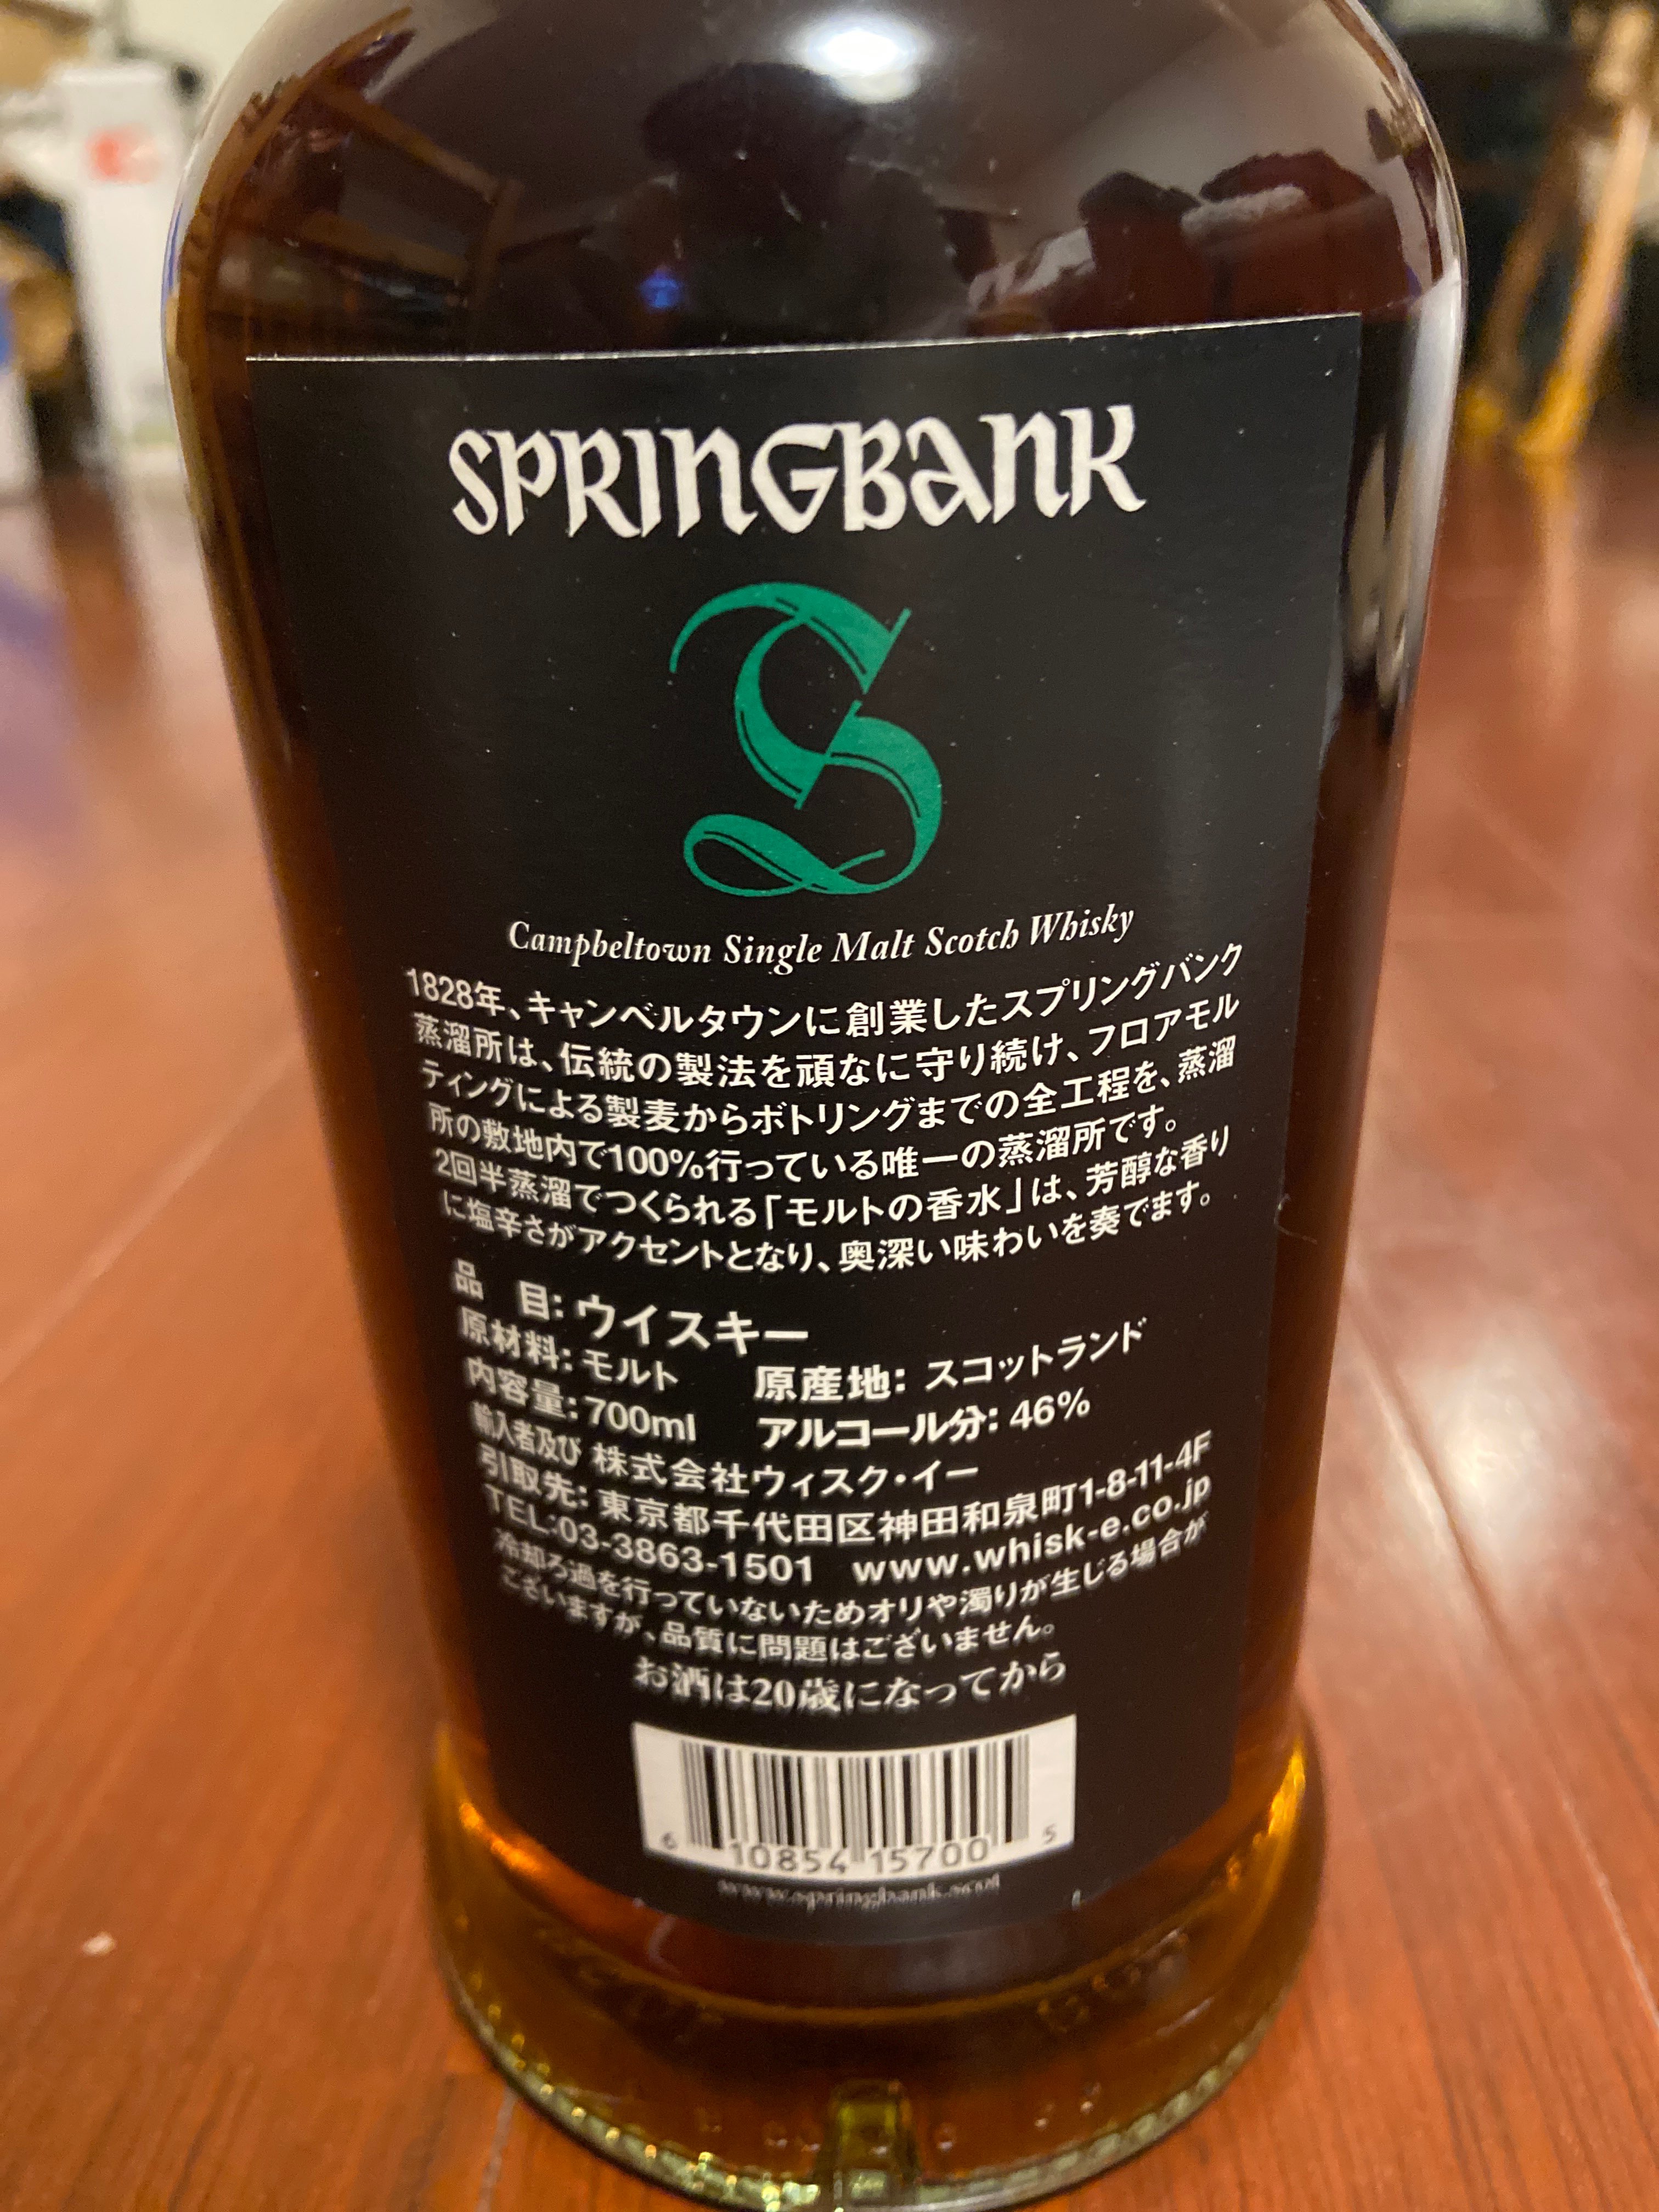 SPRINGBANK
S
Campbeltown Single Malt Scotch Whisky
1828年、キャンベルタウンに創業したスプリングバンク
蒸溜所は、伝統の製法を頑なに守り続け、フロアモル
ティングによる製麦からボトリングまでの全工程を、蒸溜
所の敷地内で100%行っている唯一の蒸溜所です。
2回半蒸溜でつくられる「モルトの香水」は、芳醇な香り
に塩辛さがアクセントとなり、奥深い味わいを奏でます。
品 目: ウイスキー
原材料: モルト 原産地: スコットランド
内容量: 700ml アルコール分: 46%
輸入者及び 株式会社ウィスク・イー
引取先: 東京都千代田区神田和泉町1-8-11-4F
TEL:03-3863-1501 www.whisk-e.co.jp
冷却ろ過を行っていないためオリや濁りが生じる場合が
ございますが、品質に問題はございません。
お酒は20歳になってから
6 10854 15700 5
www.springbank.scot